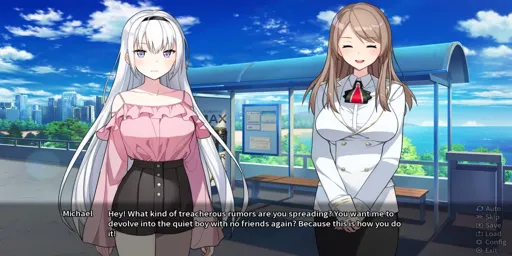 MAX
Michael
Hey! What kind of treacherous rumors are you spreading? You want me to
devolve into the quiet boy with no friends again? Because this is how you do
it!
Auto
Skip
Save
Load
Config
Exit